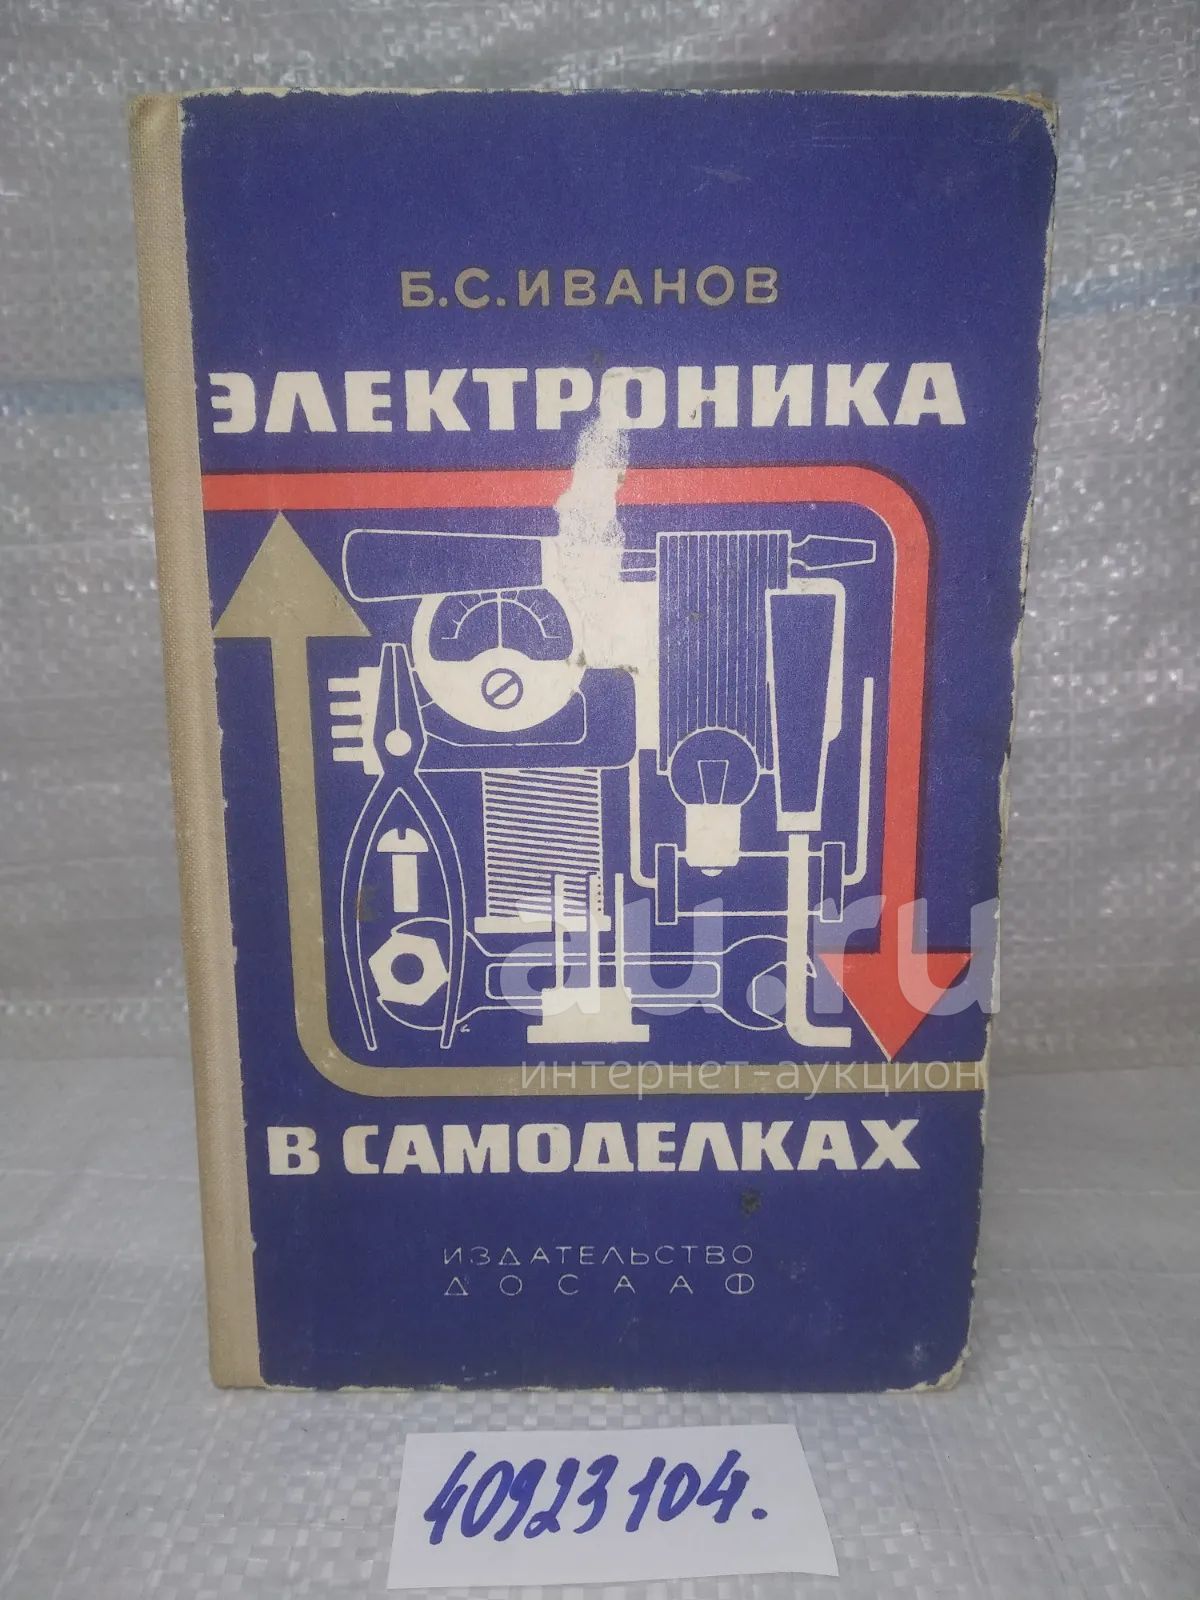 Б.С.ИВАНОВ
ЭЛЕКТРОНИКА
au.ru
интернет-аукцион
В САМОДЕЛКАХ
ИЗДАТЕЛЬСТВО
ДОСААФ
40923104.